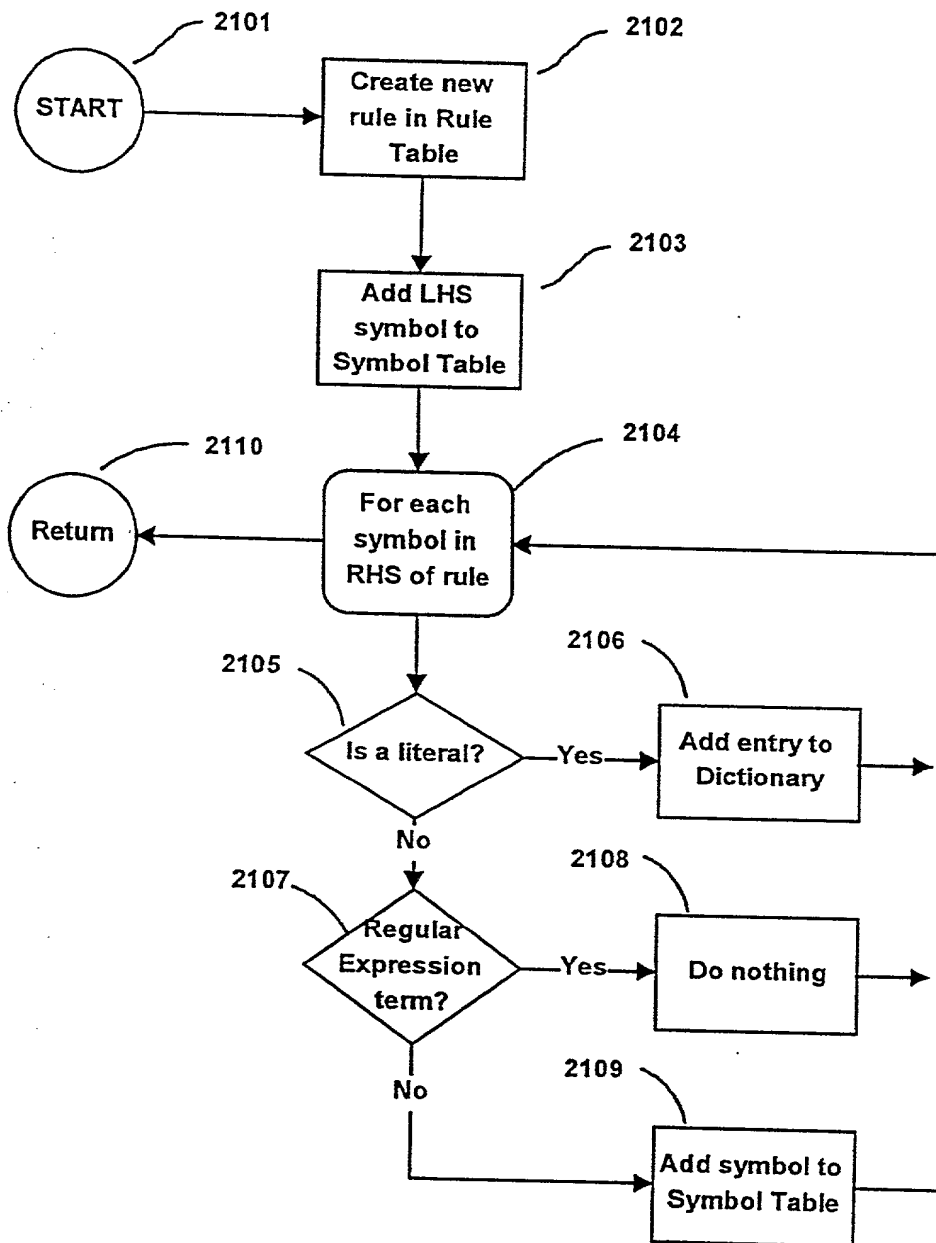 2101
START
2102
Create new
rule in Rule
Table
2103
Add LHS
symbol to
Symbol Table
2110
Return
2104
For each
symbol in
RHS of rule
2105
Is a literal?
Yes
2106
Add entry to
Dictionary
No
2107
Regular
Expression
term?
Yes
2108
Do nothing
No
2109
Add symbol to
Symbol Table